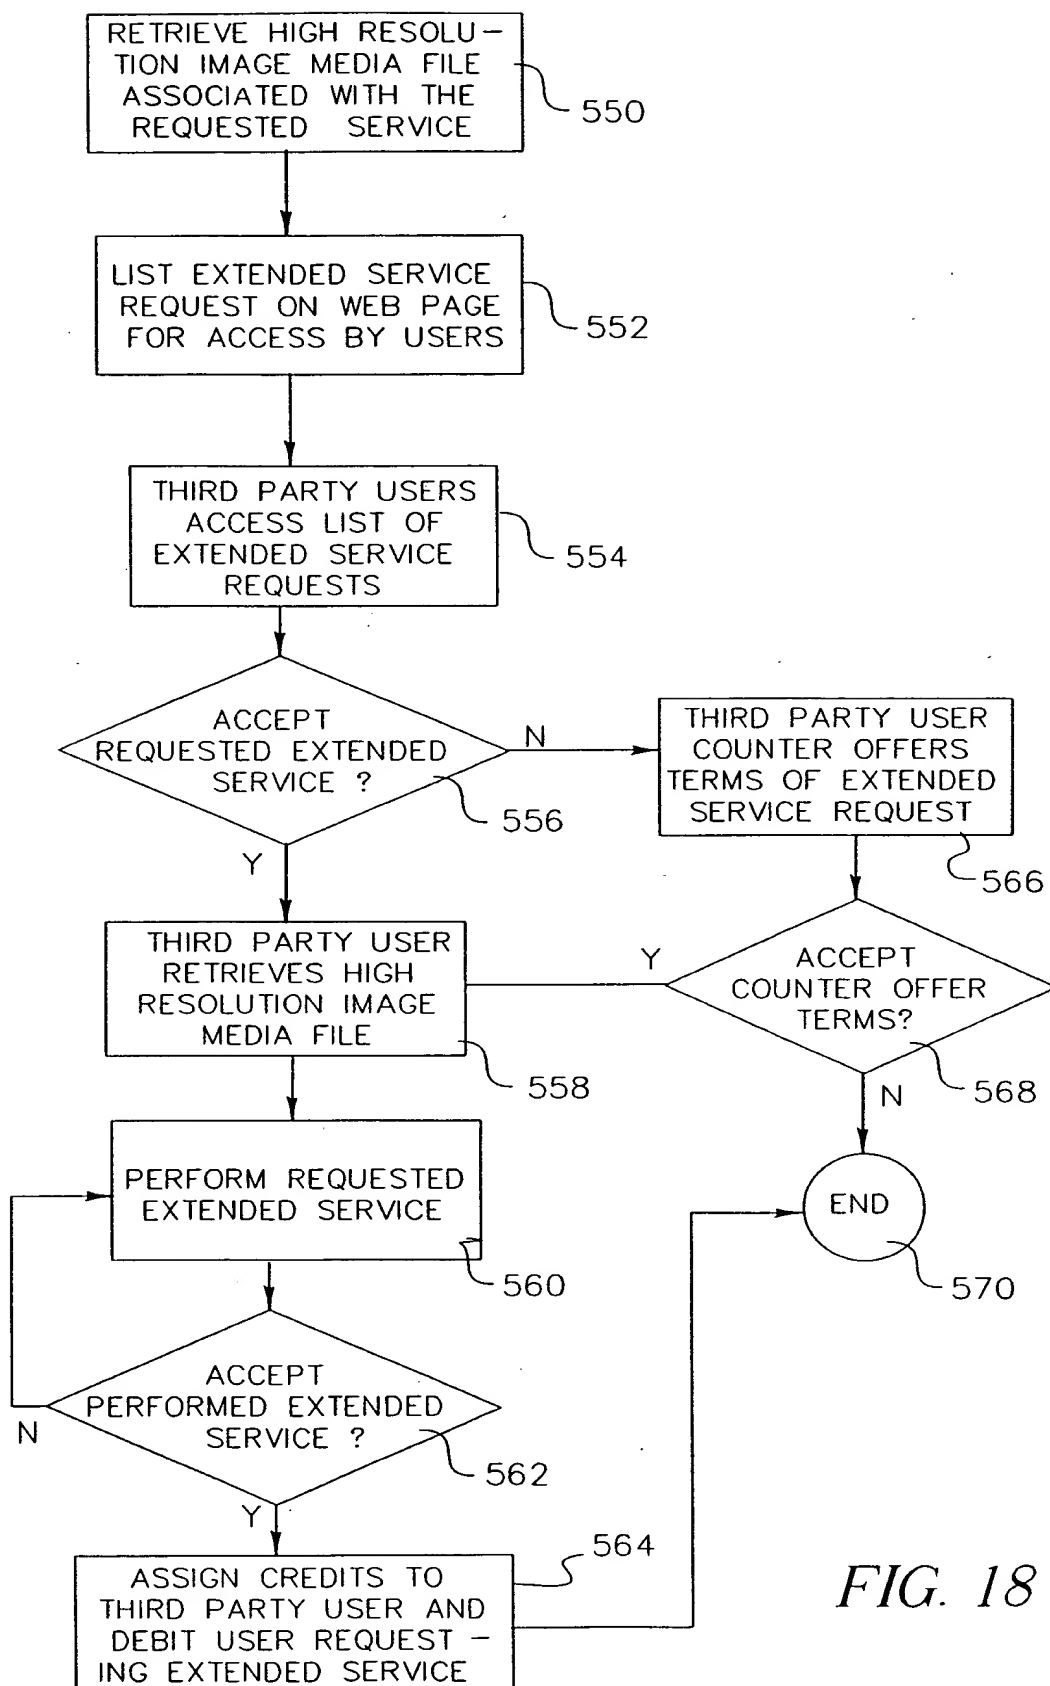 RETRIEVE HIGH RESOLU-
TION IMAGE MEDIA FILE
ASSOCIATED WITH THE
REQUESTED SERVICE
550
LIST EXTENDED SERVICE
REQUEST ON WEB PAGE
FOR ACCESS BY USERS
552
THIRD PARTY USERS
ACCESS LIST OF
EXTENDED SERVICE
REQUESTS
554
ACCEPT
REQUESTED EXTENDED
SERVICE ?
556
N
Y
THIRD PARTY USER
COUNTER OFFERS
TERMS OF EXTENDED
SERVICE REQUEST
566
THIRD PARTY USER
RETRIEVES HIGH
RESOLUTION IMAGE
MEDIA FILE
558
Y
ACCEPT
COUNTER OFFER
TERMS?
568
N
PERFORM REQUESTED
EXTENDED SERVICE
560
END
570
ACCEPT
PERFORMED EXTENDED
SERVICE ?
562
N
Y
ASSIGN CREDITS TO
THIRD PARTY USER AND
DEBIT USER REQUEST -
ING EXTENDED SERVICE
564
FIG. 18